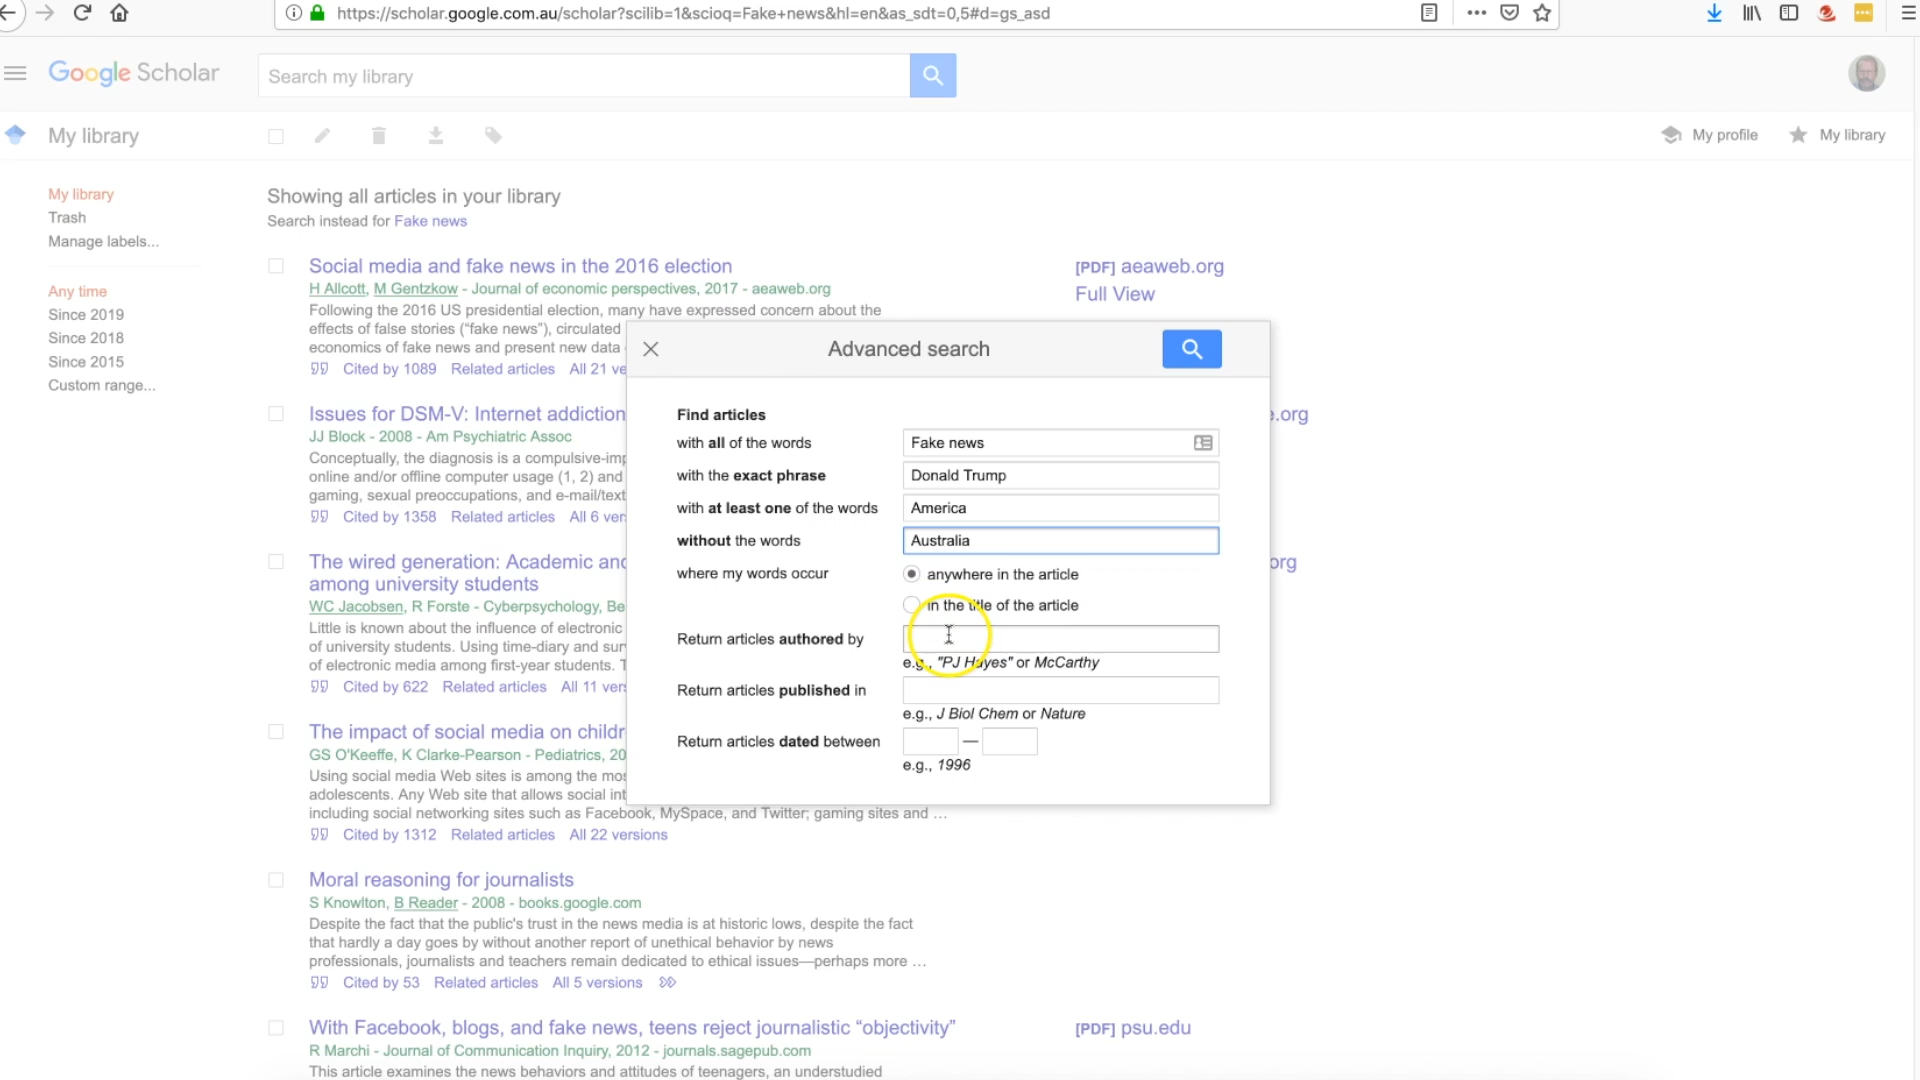 https://scholar.google.com.au/scholar?scilib=1&scioq=Fake+news&hl=en&as_sdt=0,5#d=gs_asd
Google Scholar
Search my library
My library
My profile
My library
My library
Trash
Manage labels...
Any time
Since 2019
Since 2018
Since 2015
Custom range...
Showing all articles in your library
Search instead for Fake news
Social media and fake news in the 2016 election
[PDF] aeaweb.org
H Allcott, M Gentzkow - Journal of economic perspectives, 2017 - aeaweb.org
Full View
Following the 2016 US presidential election, many have expressed concern about the
effects of false stories (“fake news”), circulated
economics of fake news and present new data
Cited by 1089 Related articles All 21 ve
Issues for DSM-V: Internet addiction
.org
JJ Block - 2008 - Am Psychiatric Assoc
Conceptually, the diagnosis is a compulsive-imp
online and/or offline computer usage (1, 2) and
gaming, sexual preoccupations, and e-mail/text
Cited by 1358 Related articles All 6 ver
The wired generation: Academic and
among university students
org
WC Jacobsen, R Forste - Cyberpsychology, Be
Little is known about the influence of electronic
of university students. Using time-diary and sur
of electronic media among first-year students. T
Cited by 622 Related articles All 11 vers
The impact of social media on childr
GS O'Keeffe, K Clarke-Pearson - Pediatrics, 20
Using social media Web sites is among the mos
adolescents. Any Web site that allows social int
including social networking sites such as Facebook, MySpace, and Twitter; gaming sites and ...
Cited by 1312 Related articles All 22 versions
Moral reasoning for journalists
S Knowlton, B Reader - 2008 - books.google.com
Despite the fact that the public's trust in the news media is at historic lows, despite the fact
that hardly a day goes by without another report of unethical behavior by news
professionals, journalists and teachers remain dedicated to ethical issues—perhaps more ...
Cited by 53 Related articles All 5 versions
With Facebook, blogs, and fake news, teens reject journalistic “objectivity”
[PDF] psu.edu
R Marchi - Journal of Communication Inquiry, 2012 - journals.sagepub.com
This article examines the news behaviors and attitudes of teenagers, an understudied
Advanced search
Find articles
with all of the words Fake news
with the exact phrase Donald Trump
with at least one of the words America
without the words Australia
where my words occur anywhere in the article
in the title of the article
Return articles authored by
e.g., "PJ Hayes" or McCarthy
Return articles published in
e.g., J Biol Chem or Nature
Return articles dated between —
e.g., 1996